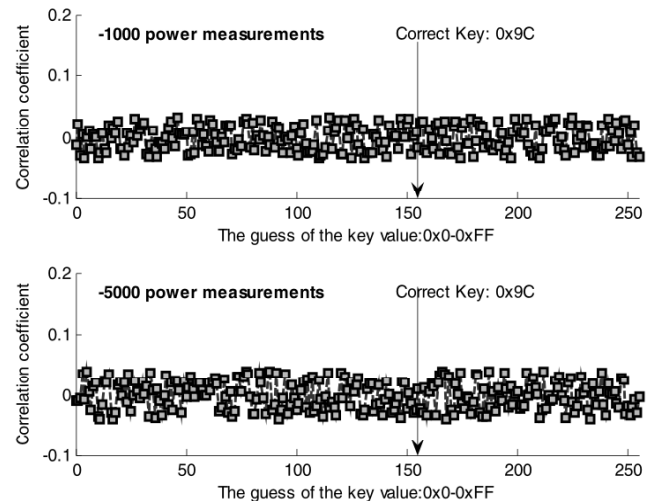 0.2
-1000 power measurements
Correct Key: 0x9C
0.1
0
-0.1
Correlation coefficient
0 50 100 150 200 250
The guess of the key value:0x0-0xFF
0.2
-5000 power measurements
Correct Key: 0x9C
0.1
0
-0.1
Correlation coefficient
0 50 100 150 200 250
The guess of the key value:0x0-0xFF